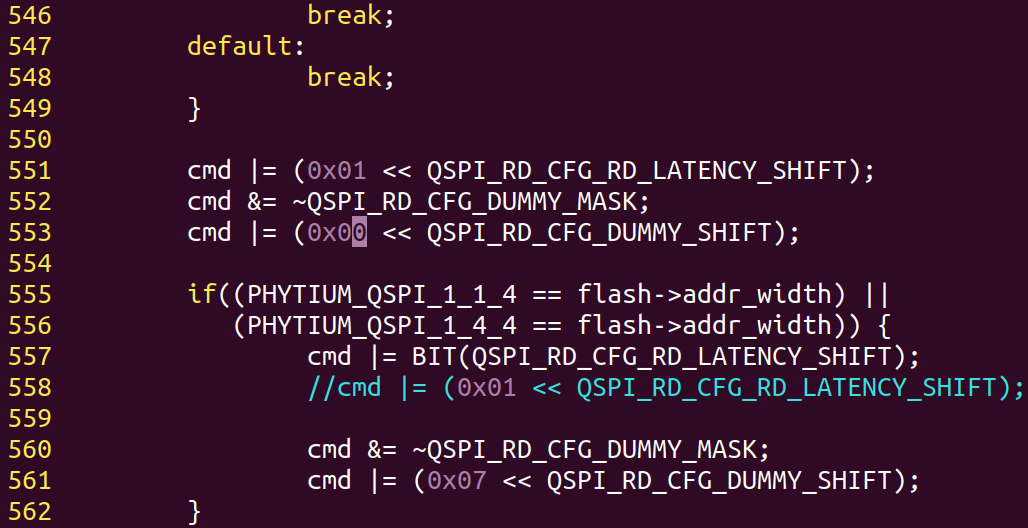 546                 break;
547         default:
548                 break;
549         }
550
551         cmd |= (0x01 << QSPI_RD_CFG_RD_LATENCY_SHIFT);
552         cmd &= ~QSPI_RD_CFG_DUMMY_MASK;
553         cmd |= (0x00 << QSPI_RD_CFG_DUMMY_SHIFT);
554
555         if((PHYTIUM_QSPI_1_1_4 == flash->addr_width) ||
556            (PHYTIUM_QSPI_1_4_4 == flash->addr_width)) {
557                 cmd |= BIT(QSPI_RD_CFG_RD_LATENCY_SHIFT);
558                 //cmd |= (0x01 << QSPI_RD_CFG_RD_LATENCY_SHIFT);
559
560                 cmd &= ~QSPI_RD_CFG_DUMMY_MASK;
561                 cmd |= (0x07 << QSPI_RD_CFG_DUMMY_SHIFT);
562         }